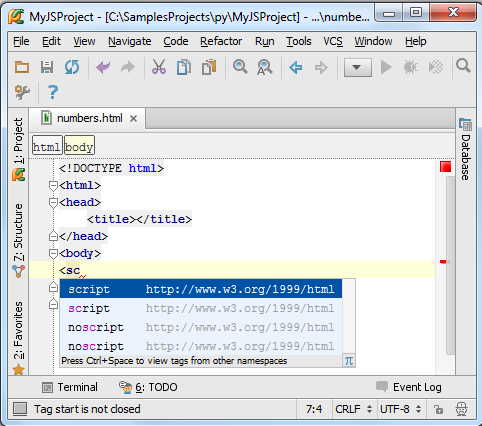 MyJSProject - [C:\SamplesProjects\py\MyJSProject] - ...\numbe...
File Edit View Navigate Code Refactor Run Tools VCS Window Help
numbers.html
html body
1: Project
Z: Structure
2: Favorites
Database
<!DOCTYPE html>
<html>
<head>
<title></title>
</head>
<body>
<sc
script http://www.w3.org/1999/html
script http://www.w3.org/1999/html
noscript http://www.w3.org/1999/html
noscript http://www.w3.org/1999/html
Press Ctrl+Space to view tags from other namespaces π
Terminal 6: TODO Event Log
Tag start is not closed 7:4 CRLF UTF-8